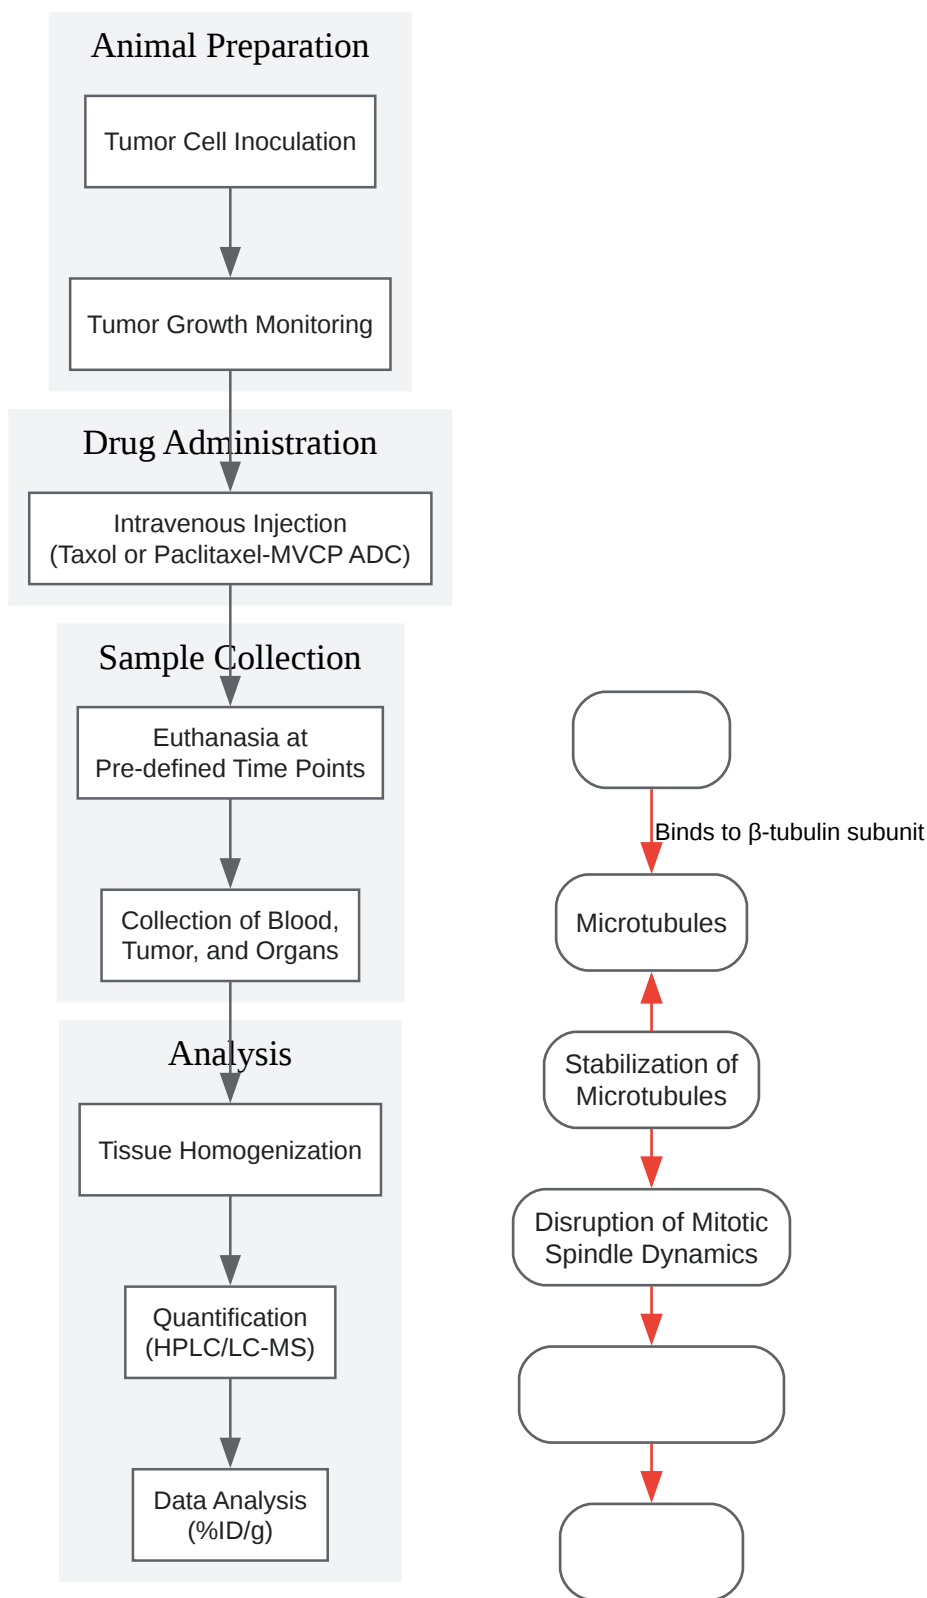 Animal Preparation
Tumor Cell Inoculation
Tumor Growth Monitoring
Drug Administration
Intravenous Injection
(Taxol or Paclitaxel-MVCP ADC)
Sample Collection
Euthanasia at
Pre-defined Time Points
Collection of Blood,
Tumor, and Organs
Analysis
Tissue Homogenization
Quantification
(HPLC/LC-MS)
Data Analysis
(%ID/g)
Binds to β-tubulin subunit
Microtubules
Stabilization of
Microtubules
Disruption of Mitotic
Spindle Dynamics